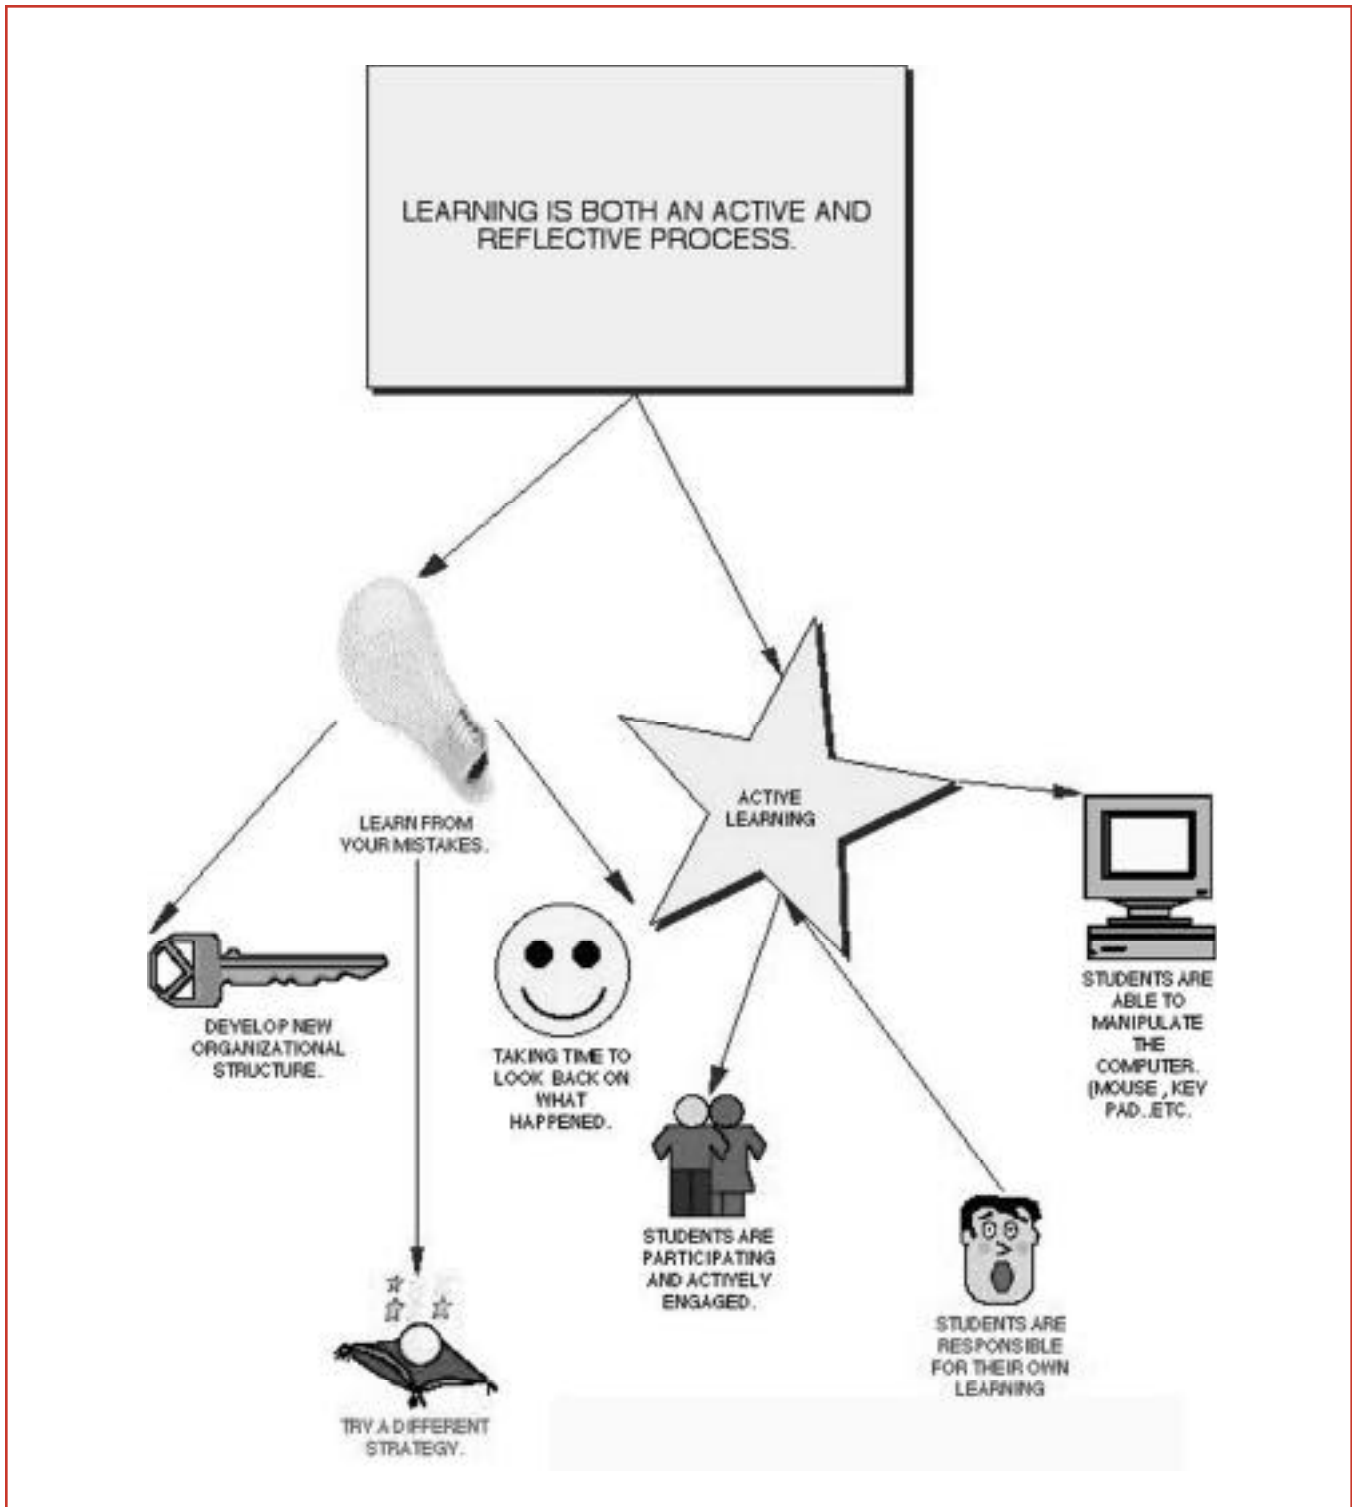 LEARNING IS BOTH AN ACTIVE AND
REFLECTIVE PROCESS.
LEARN FROM
YOUR MISTAKES.
ACTIVE
LEARNING
DEVELOP NEW
ORGANIZATIONAL
STRUCTURE.
TAKING TIME TO
LOOK BACK ON
WHAT
HAPPENED.
STUDENTS ARE
ABLE TO
MANIPULATE
THE
COMPUTER.
(MOUSE , KEY
PAD..ETC.
STUDENTS ARE
PARTICIPATING
AND ACTIVELY
ENGAGED.
STUDENTS ARE
RESPONSIBLE
FOR THEIR OWN
LEARNING
TRY A DIFFERENT
STRATEGY.